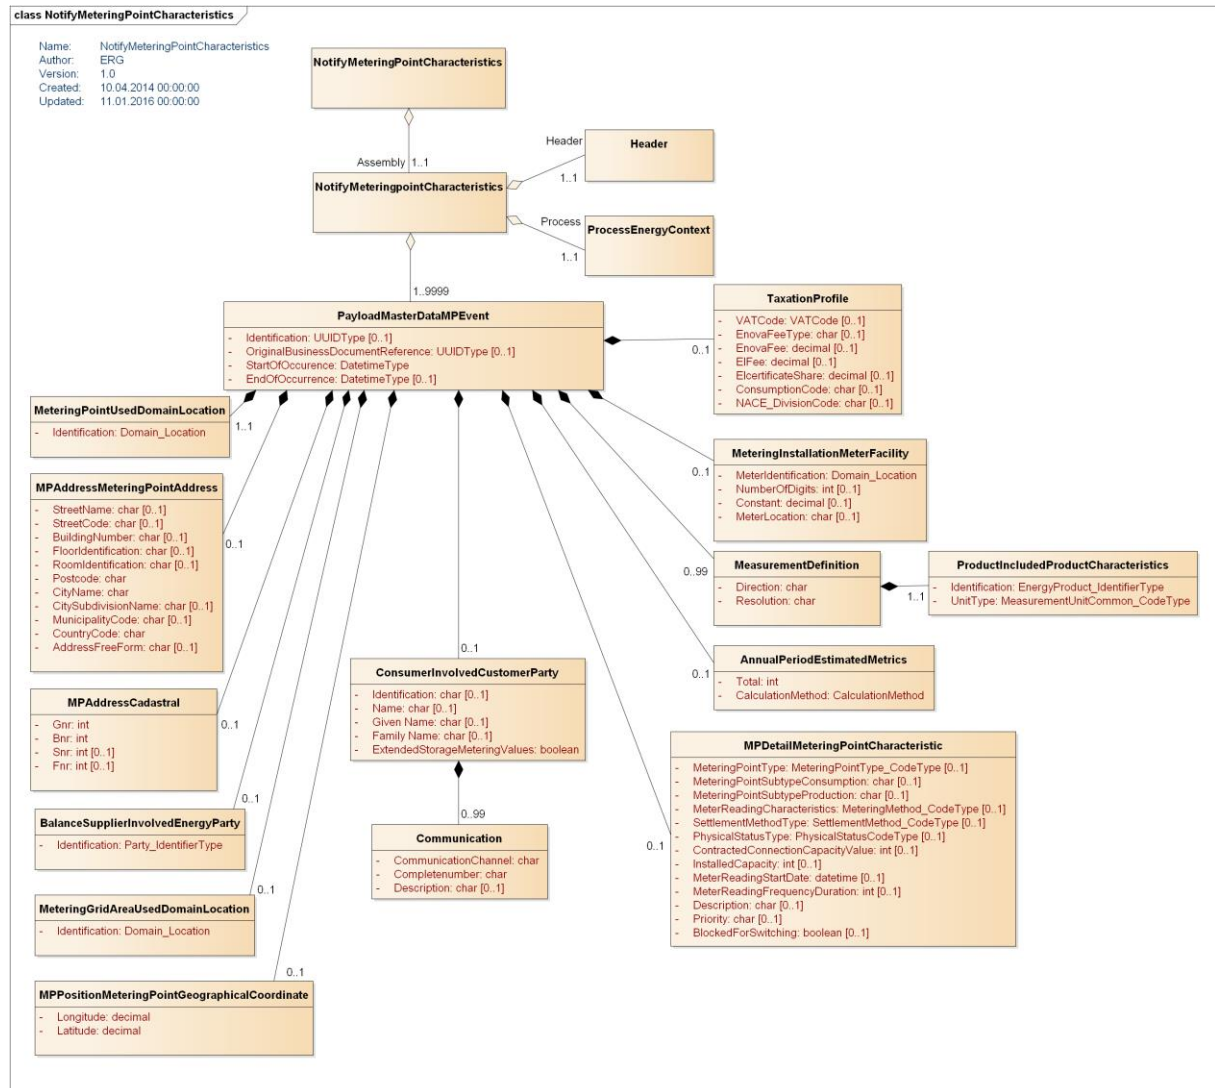 class NotifyMeteringPointCharacteristics
Name: NotifyMeteringPointCharacteristics
Author: ERG
Version: 1.0
Created: 10.04.2014 00:00:00
Updated: 11.01.2016 00:00:00
NotifyMeteringPointCharacteristics
Assembly 1..1
NotifyMeteringpointCharacteristics
Header
1..1
Header
Process
1..1
ProcessEnergyContext
1..9999
PayloadMasterDataMPEvent
- Identification: UUIDType [0..1]
- OriginalBusinessDocumentReference: UUIDType [0..1]
- StartOfOccurence: DatetimeType
- EndOfOccurrence: DatetimeType [0..1]
0..1
TaxationProfile
- VATCode: VATCode [0..1]
- EnovaFeeType: char [0..1]
- EnovaFee: decimal [0..1]
- ElFee: decimal [0..1]
- ElcertificateShare: decimal [0..1]
- ConsumptionCode: char [0..1]
- NACE_DivisionCode: char [0..1]
MeteringPointUsedDomainLocation
- Identification: Domain_Location
1..1
MPAddressMeteringPointAddress
- StreetName: char [0..1]
- StreetCode: char [0..1]
- BuildingNumber: char [0..1]
- FloorIdentification: char [0..1]
- RoomIdentification: char [0..1]
- Postcode: char
- CityName: char
- CitySubdivisionName: char [0..1]
- MunicipalityCode: char [0..1]
- CountryCode: char
- AddressFreeForm: char [0..1]
0..1
MeteringInstallationMeterFacility
- MeterIdentification: Domain_Location
- NumberOfDigits: int [0..1]
- Constant: decimal [0..1]
- MeterLocation: char [0..1]
0..1
MeasurementDefinition
- Direction: char
- Resolution: char
0..99
1..1
ProductIncludedProductCharacteristics
- Identification: EnergyProduct_IdentifierType
- UnitType: MeasurementUnitCommon_CodeType
AnnualPeriodEstimatedMetrics
- Total: int
- CalculationMethod: CalculationMethod
0..1
MPAddressCadastral
- Gnr: int
- Bnr: int
- Snr: int [0..1]
- Fnr: int [0..1]
0..1
0..1
ConsumerInvolvedCustomerParty
- Identification: char [0..1]
- Name: char [0..1]
- Given Name: char [0..1]
- Family Name: char [0..1]
- ExtendedStorageMeteringValues: boolean
0..99
Communication
- CommunicationChannel: char
- Completenumber: char
- Description: char [0..1]
MPDetailMeteringPointCharacteristic
- MeteringPointType: MeteringPointType_CodeType [0..1]
- MeteringPointSubtypeConsumption: char [0..1]
- MeteringPointSubtypeProduction: char [0..1]
- MeterReadingCharacteristics: MeteringMethod_CodeType [0..1]
- SettlementMethodType: SettlementMethod_CodeType [0..1]
- PhysicalStatusType: PhysicalStatusCodeType [0..1]
- ContractedConnectionCapacityValue: int [0..1]
- InstalledCapacity: int [0..1]
- MeterReadingStartDate: datetime [0..1]
- MeterReadingFrequencyDuration: int [0..1]
- Description: char [0..1]
- Priority: char [0..1]
- BlockedForSwitching: boolean [0..1]
0..1
0..1
BalanceSupplierInvolvedEnergyParty
- Identification: Party_IdentifierType
0..1
MeteringGridAreaUsedDomainLocation
- Identification: Domain_Location
0..1
MPPositionMeteringPointGeographicalCoordinate
- Longitude: decimal
- Latitude: decimal